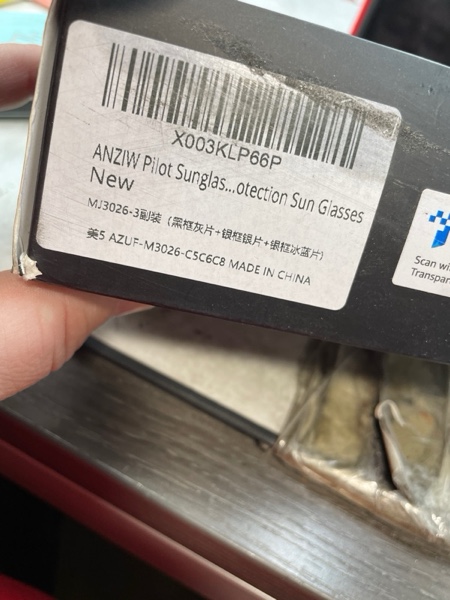 X003KLP66P
ANZIW Pilot Sunglas...otection Sun Glasses
New
MJ3026-3副装（黑框灰片+银框银片+银框冰蓝片）
美5 AZUF-M3026-C5C6C8 MADE IN CHINA
Scan wi
Transpar